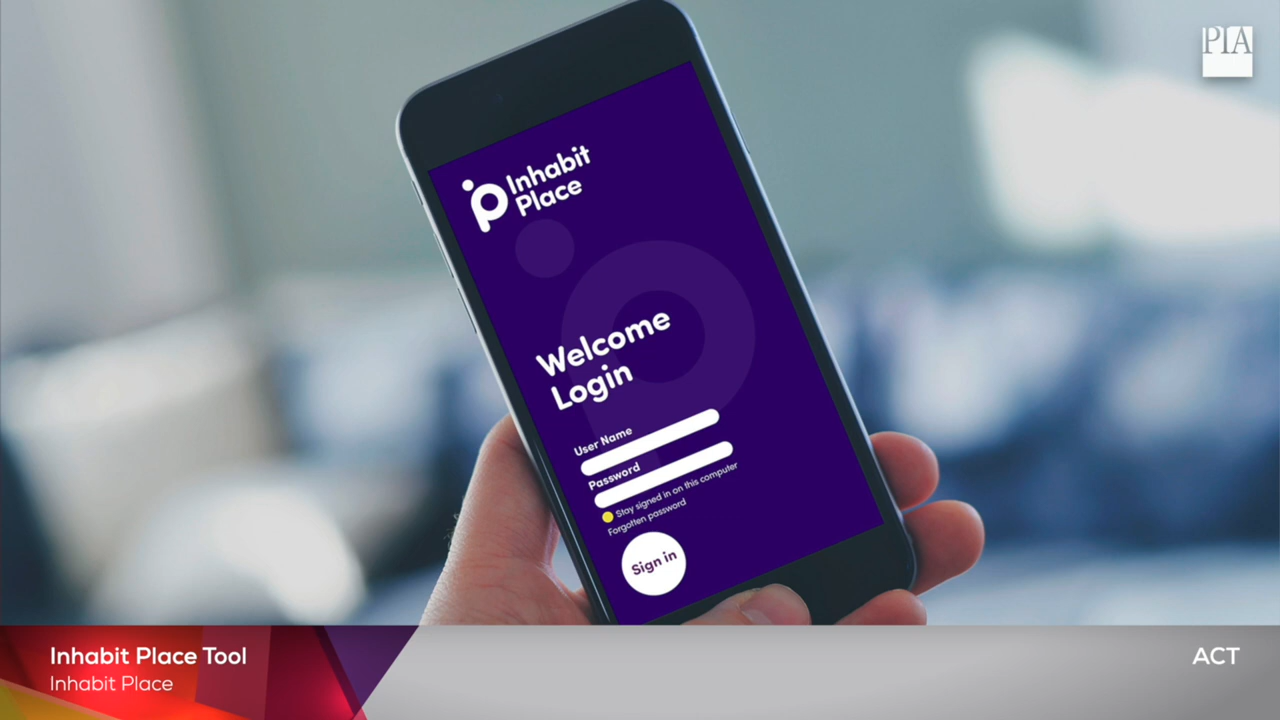 PIA
Inhabit
Place
Welcome
Login
User Name
Password
Stay signed in on this computer
Forgotten password
Sign in
Inhabit Place Tool
Inhabit Place
ACT